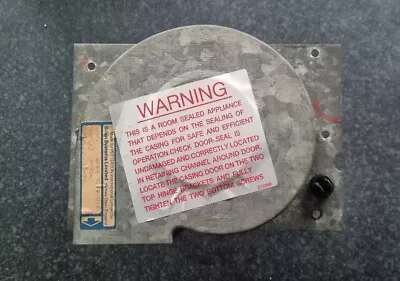 WARNING
THIS IS A ROOM SEALED APPLIANCE
THAT DEPENDS ON THE SEALING OF
THE CASING FOR SAFE AND EFFICIENT
OPERATION.CHECK DOOR-SEAL IS
UNDAMAGED AND CORRECTLY LOCATED
IN RETAINING CHANNEL AROUND DOOR.
LOCATE THE CASING DOOR ON THE TWO
TOP HINGE BRACKETS AND FULLY
TIGHTEN THE TWO BOTTOM SCREWS
Systems Limited